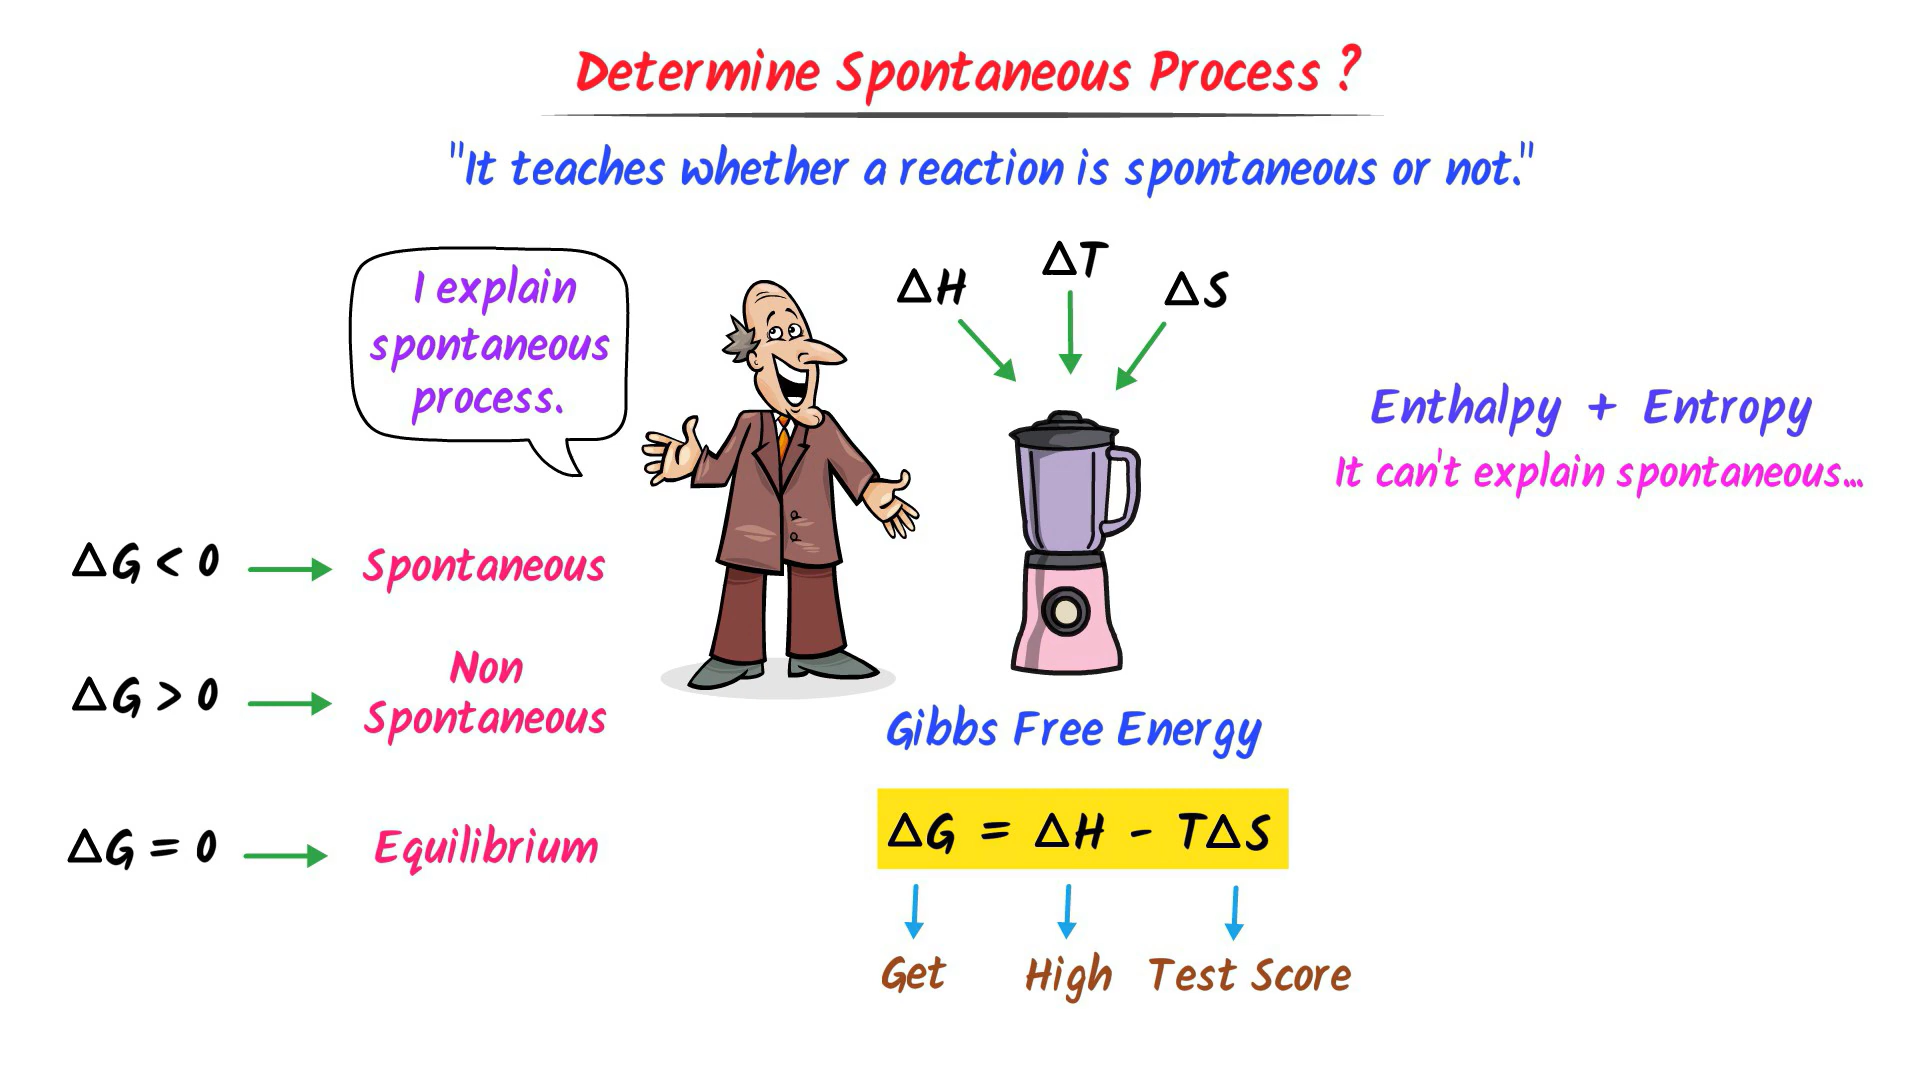 Determine Spontaneous Process ?
"It teaches whether a reaction is spontaneous or not."
I explain
spontaneous
process.
ΔH
ΔT
ΔS
Enthalpy + Entropy
It can't explain spontaneous...
ΔG < 0
Spontaneous
ΔG > 0
Non
Spontaneous
ΔG = 0
Equilibrium
Gibbs Free Energy
ΔG = ΔH - TΔS
Get
High
Test Score